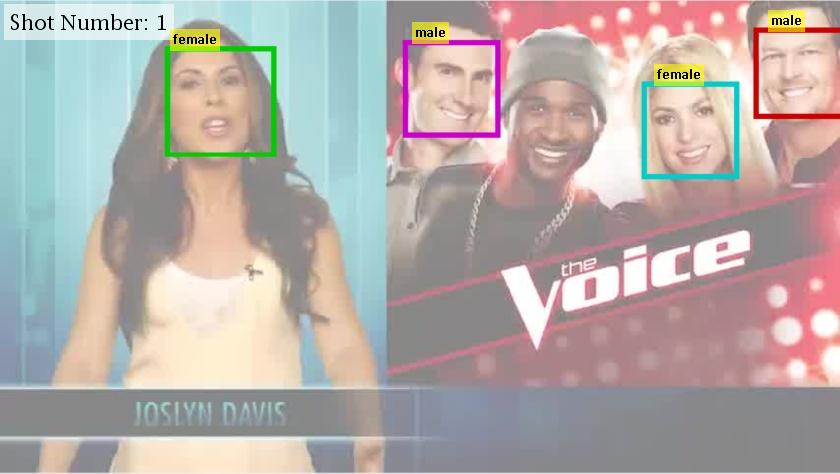 Shot Number: 1
female
male
female
male
the
Voice
JOSLYN DAVIS